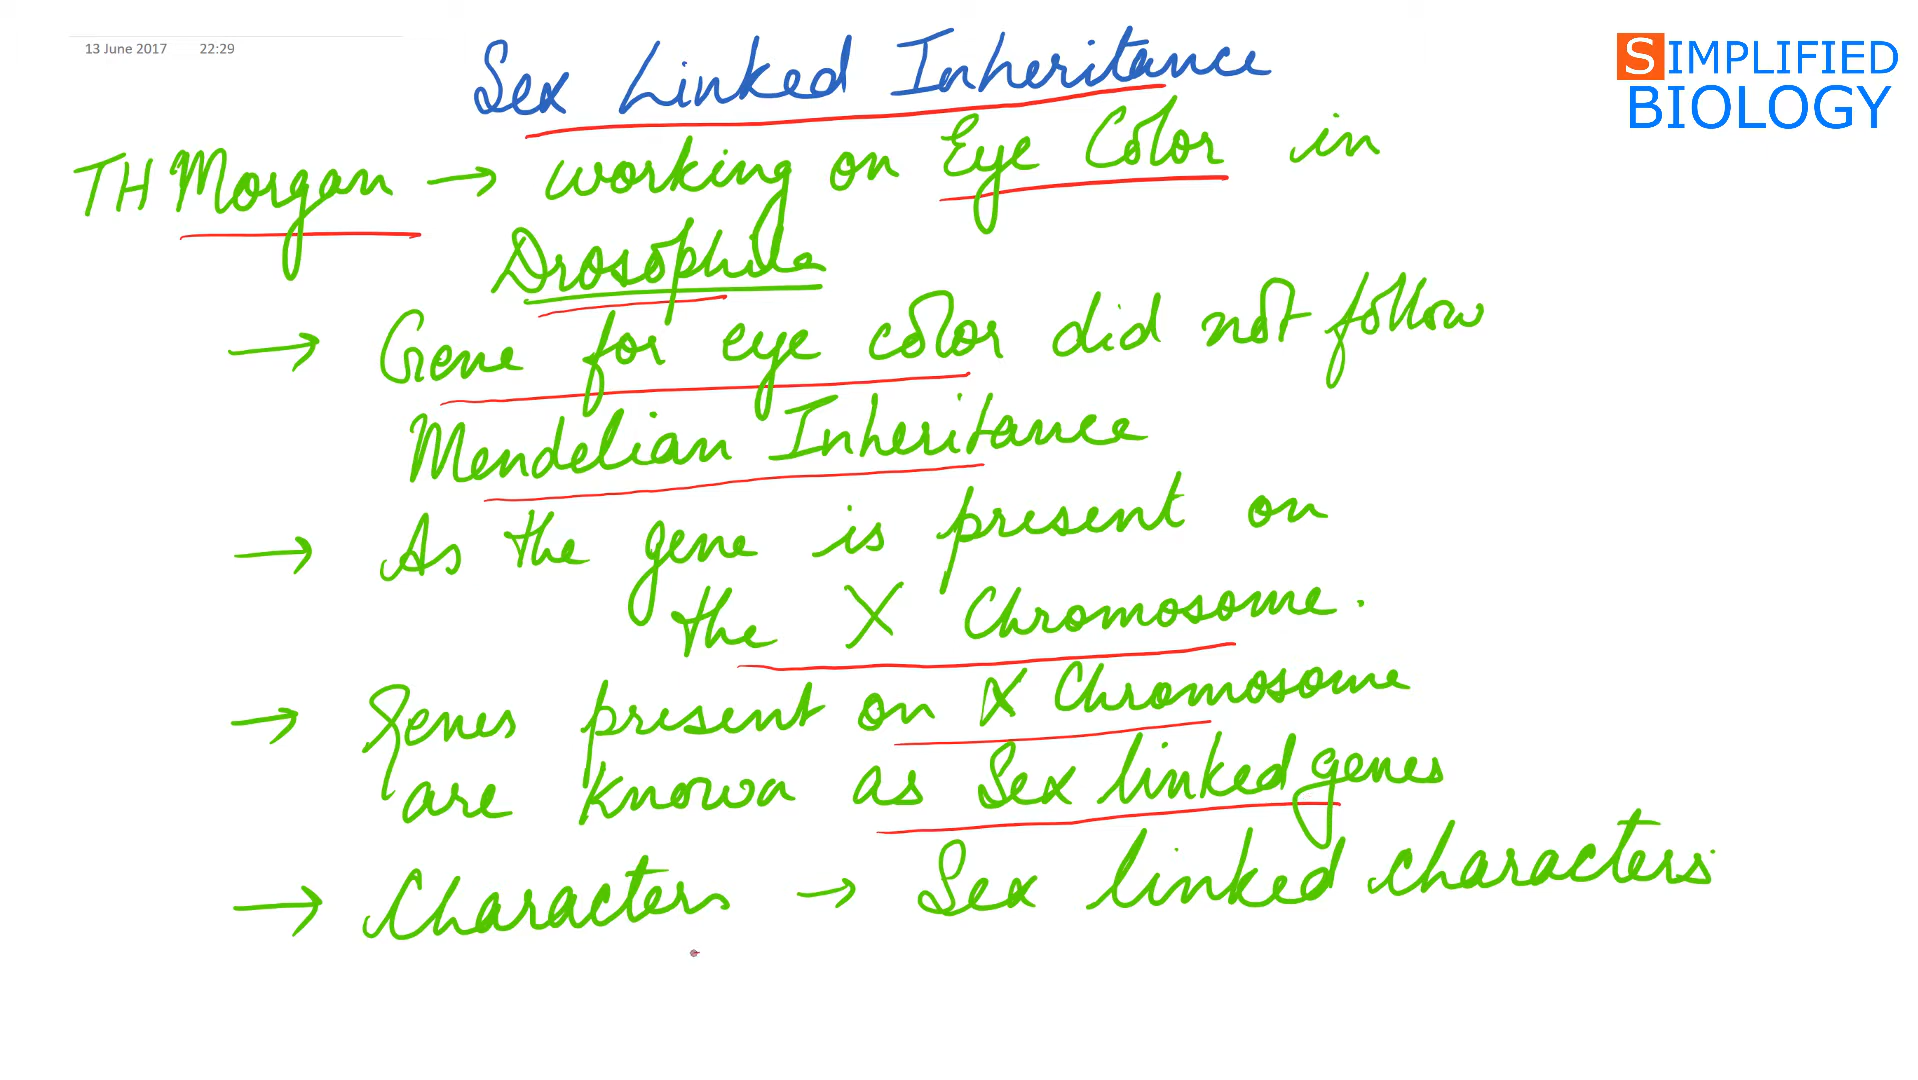 13 June 2017 22:29
SIMPLIFIED
BIOLOGY
Sex Linked Inheritance
TH Morgan → working on Eye Color in
Drosophila
→ Gene for eye color did not follow
Mendelian Inheritance
→ As the gene is present on
the X Chromosome.
→ Genes present on X Chromosome
are known as Sex linked genes
→ Characters → Sex linked characters